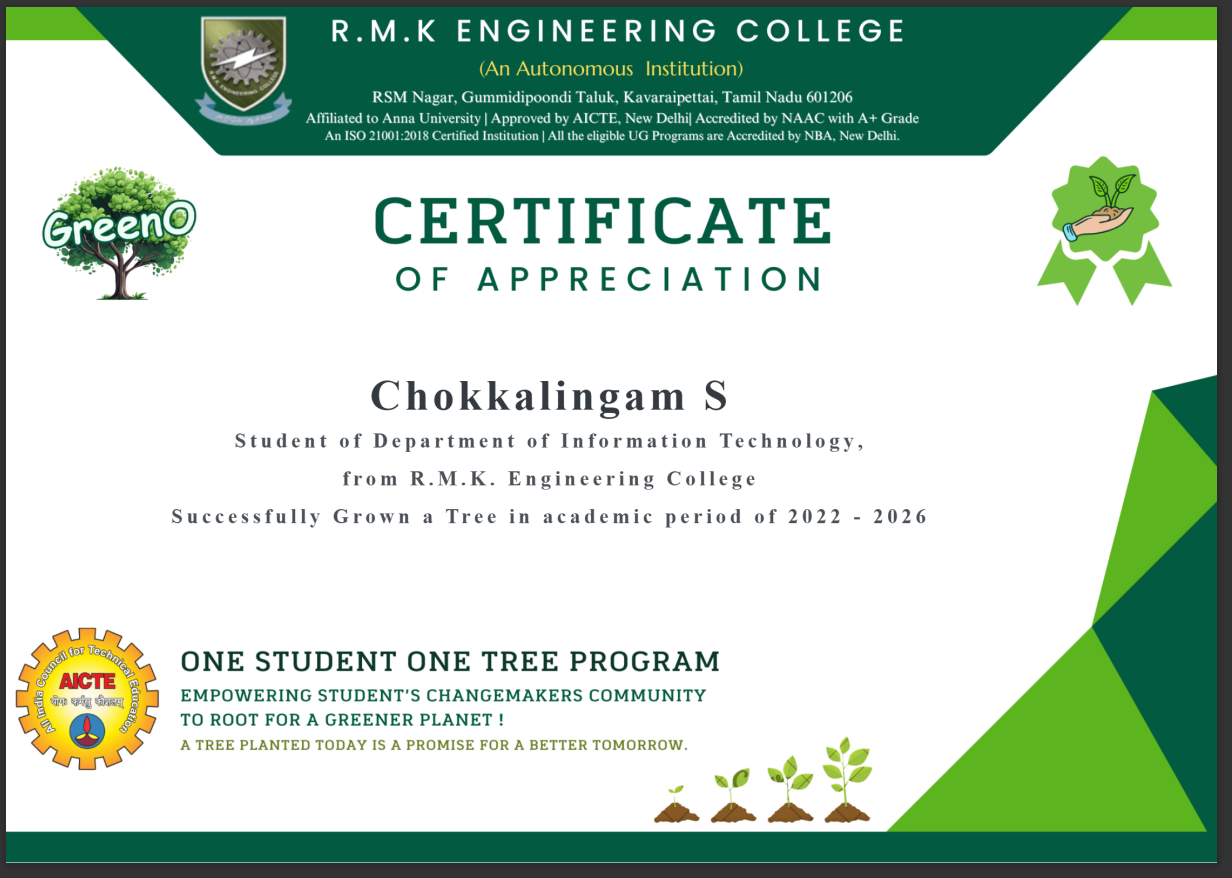 R.M.K ENGINEERING COLLEGE
(An Autonomous Institution)
RSM Nagar, Gummidipoondi Taluk, Kavaraipettai, Tamil Nadu 601206
Affiliated to Anna University | Approved by AICTE, New Delhi| Accredited by NAAC with A+ Grade
An ISO 21001:2018 Certified Institution | All the eligible UG Programs are Accredited by NBA, New Delhi.
GreenO
CERTIFICATE
OF APPRECIATION
Chokkalingam S
Student of Department of Information Technology,
from R.M.K. Engineering College
Successfully Grown a Tree in academic period of 2022 - 2026
All India Council for Technical Education
AICTE
योगः कर्मसु कौशलम्
ONE STUDENT ONE TREE PROGRAM
EMPOWERING STUDENT'S CHANGEMAKERS COMMUNITY
TO ROOT FOR A GREENER PLANET !
A TREE PLANTED TODAY IS A PROMISE FOR A BETTER TOMORROW.